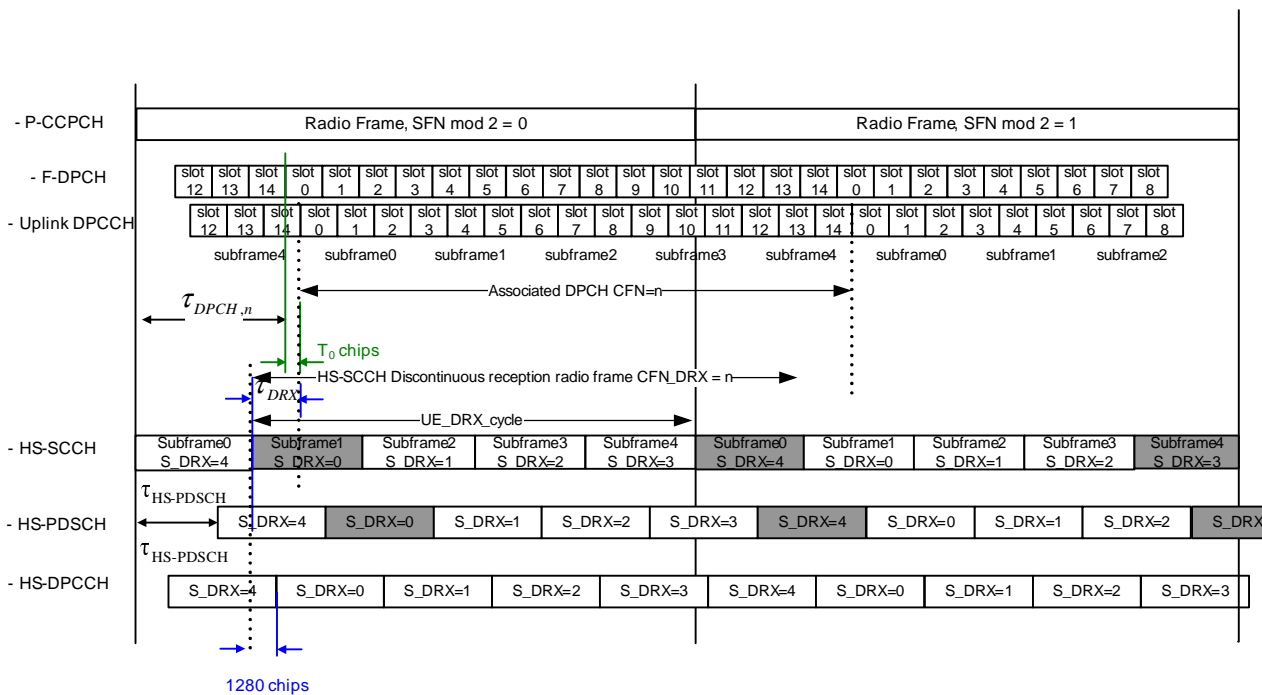 - P-CCPCH
Radio Frame, SFN mod 2 = 0
Radio Frame, SFN mod 2 = 1
- F-DPCH
slot 12 slot 13 slot 14 slot 0 slot 1 slot 2 slot 3 slot 4 slot 5 slot 6 slot 7 slot 8 slot 9 slot 10 slot 11 slot 12 slot 13 slot 14 slot 0 slot 1 slot 2 slot 3 slot 4 slot 5 slot 6 slot 7 slot 8
- Uplink DPCCH
slot 12 slot 13 slot 14 slot 0 slot 1 slot 2 slot 3 slot 4 slot 5 slot 6 slot 7 slot 8 slot 9 slot 10 slot 11 slot 12 slot 13 slot 14 slot 0 slot 1 slot 2 slot 3 slot 4 slot 5 slot 6 slot 7 slot 8
subframe4 subframe0 subframe1 subframe2 subframe3 subframe4 subframe0 subframe1 subframe2
Associated DPCH CFN=n
τDPCH,n
T0 chips
HS-SCCH Discontinuous reception radio frame CFN_DRX = n
τDRX
UE_DRX_cycle
- HS-SCCH
Subframe0 Subframe1 Subframe2 Subframe3 Subframe4 Subframe0 Subframe1 Subframe2 Subframe3 Subframe4
S_DRX=4 S_DRX=0 S_DRX=1 S_DRX=2 S_DRX=3 S_DRX=4 S_DRX=0 S_DRX=1 S_DRX=2 S_DRX=3
τHS-PDSCH
- HS-PDSCH
S_DRX=4 S_DRX=0 S_DRX=1 S_DRX=2 S_DRX=3 S_DRX=4 S_DRX=0 S_DRX=1 S_DRX=2 S_DRX
τHS-PDSCH
- HS-DPCCH
S_DRX=4 S_DRX=0 S_DRX=1 S_DRX=2 S_DRX=3 S_DRX=4 S_DRX=0 S_DRX=1 S_DRX=2 S_DRX=3
1280 chips